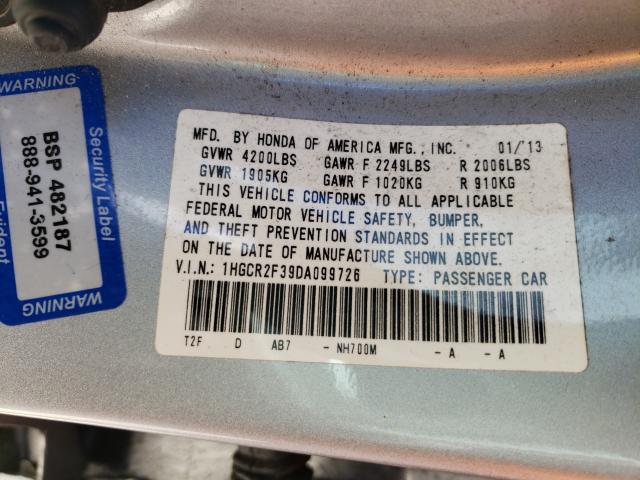 WARNING
Security Label
BSP 482187
888-941-3599
Evident
WARNING
MFD. BY HONDA OF AMERICA MFG., INC. 01/'13
GVWR 4200LBS GAWR F 2249LBS R 2006LBS
GVWR 1905KG GAWR F 1020KG R 910KG
THIS VEHICLE CONFORMS TO ALL APPLICABLE
FEDERAL MOTOR VEHICLE SAFETY, BUMPER,
AND THEFT PREVENTION STANDARDS IN EFFECT
ON THE DATE OF MANUFACTURE SHOWN ABOVE.
V.I.N.: 1HGCR2F39DA099726 TYPE: PASSENGER CAR
T2F D AB7 - NH700M - A - A